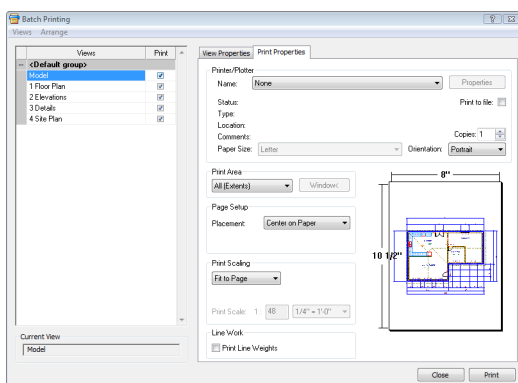 Batch Printing
Views Arrange
Views Print
<Default group>
Model
1 Floor Plan
2 Elevations
3 Details
4 Site Plan
Current View
Model
View Properties Print Properties
Printer/Plotter
Name: None Properties
Status: Print to file:
Type:
Location:
Comments: Copies: 1
Paper Size: Letter Orientation: Portrait
Print Area
All (Extents) Window<
Page Setup
Placement: Center on Paper
Print Scaling
Fit to Page
Print Scale: 1 : 48 1/4" = 1'-0"
Line Work
Print Line Weights
8"
10 1/2"
Close Print